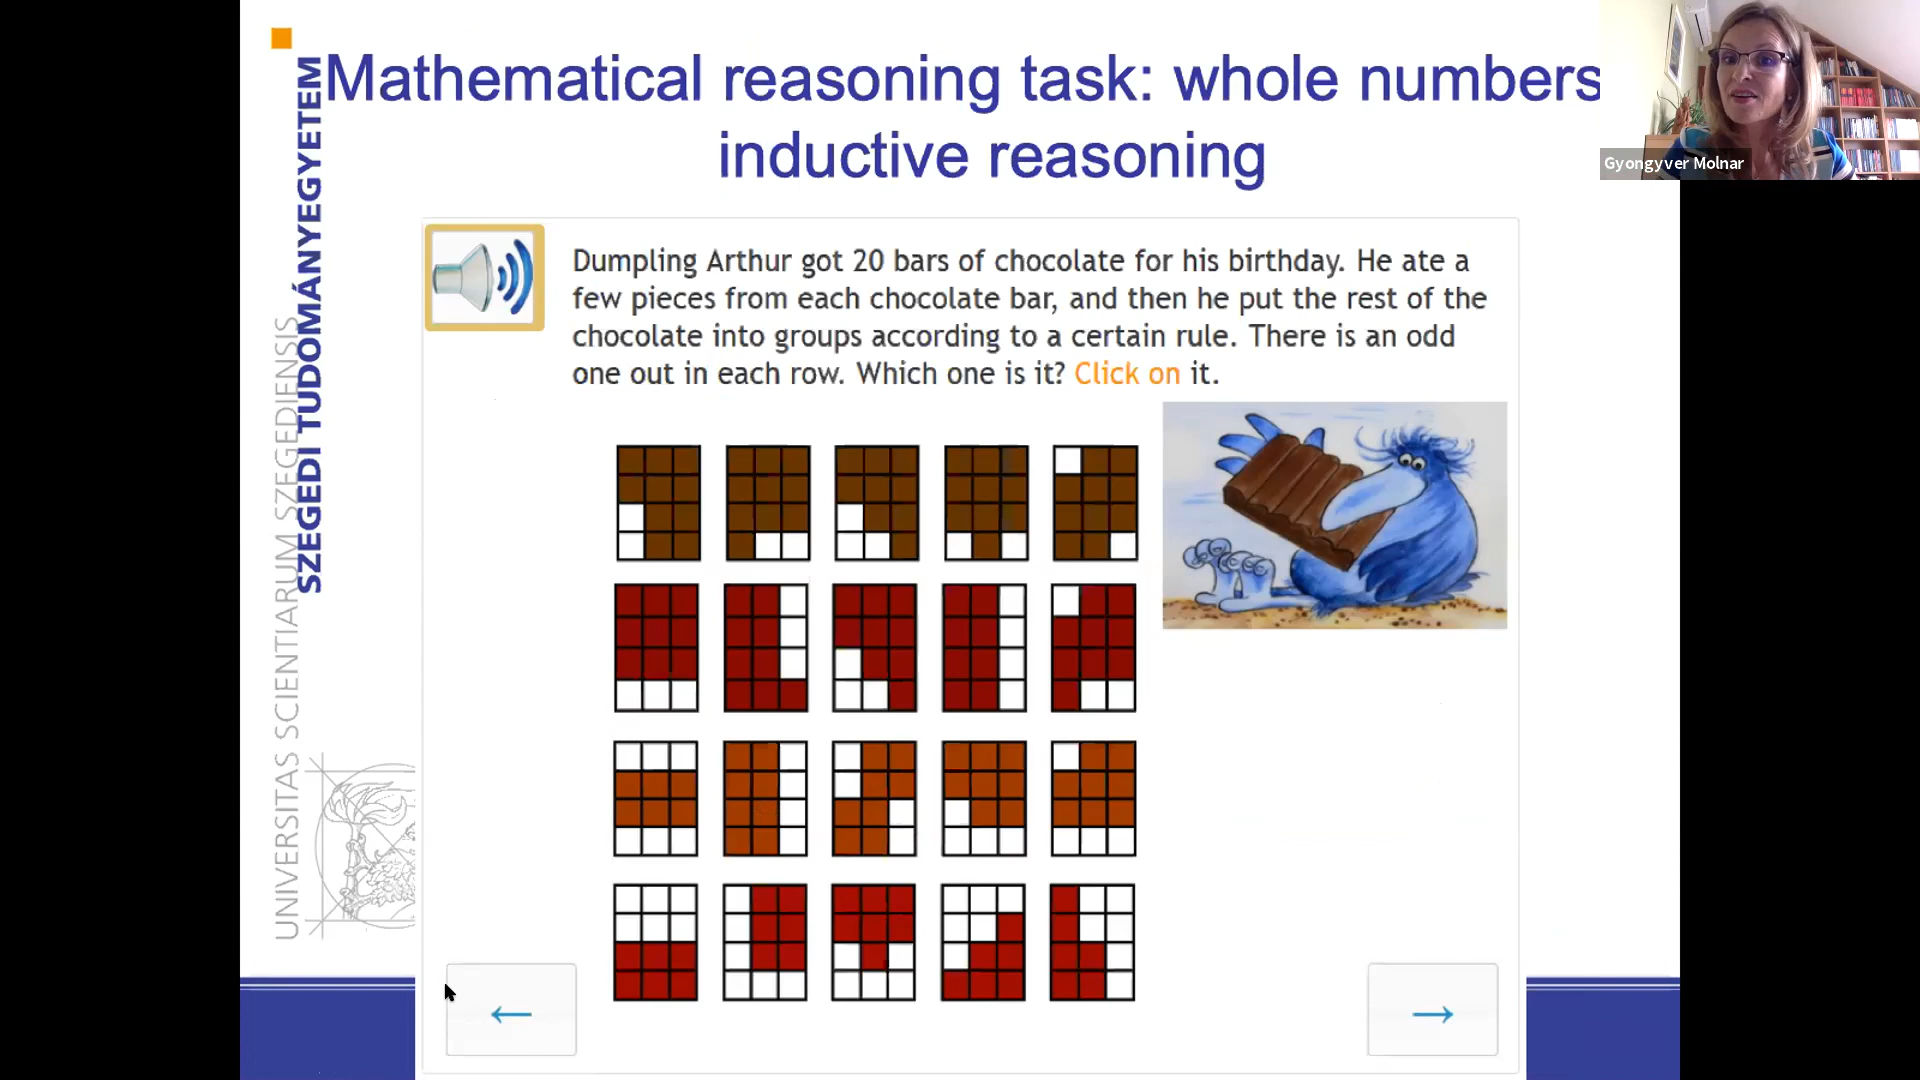 Mathematical reasoning task: whole numbers
inductive reasoning
Gyongyver Molnar
UNIVERSITAS SCIENTIARUM SZEGEDIENSIS
SZEGEDI TUDOMÁNYEGYETEM
Dumpling Arthur got 20 bars of chocolate for his birthday. He ate a
few pieces from each chocolate bar, and then he put the rest of the
chocolate into groups according to a certain rule. There is an odd
one out in each row. Which one is it? Click on it.